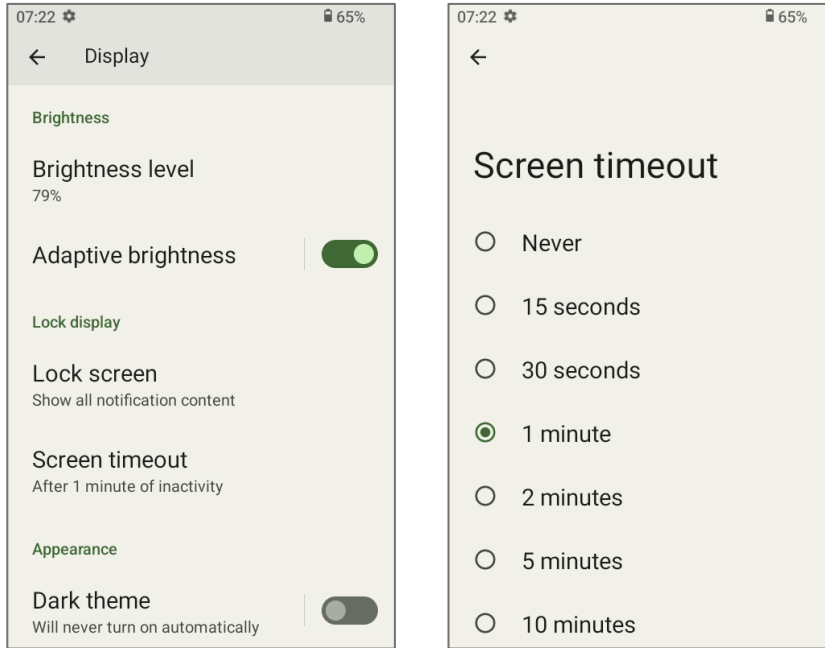 07:22 65%
Display
Brightness
Brightness level
79%
Adaptive brightness
Lock display
Lock screen
Show all notification content
Screen timeout
After 1 minute of inactivity
Appearance
Dark theme
Will never turn on automatically
07:22 65%
Screen timeout
Never
15 seconds
30 seconds
1 minute
2 minutes
5 minutes
10 minutes